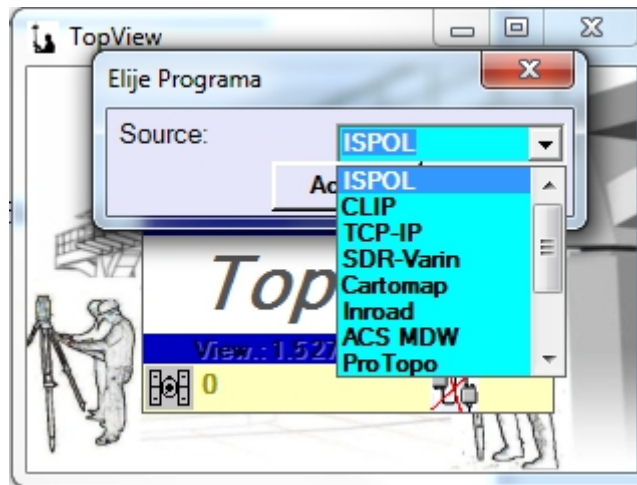 TopView
Elije Programa
Source:
ISPOL
ISPOL
CLIP
TCP-IP
SDR-Varin
Cartomap
Inroad
ACS MDW
ProTopo
Top
View.: 1.527
0